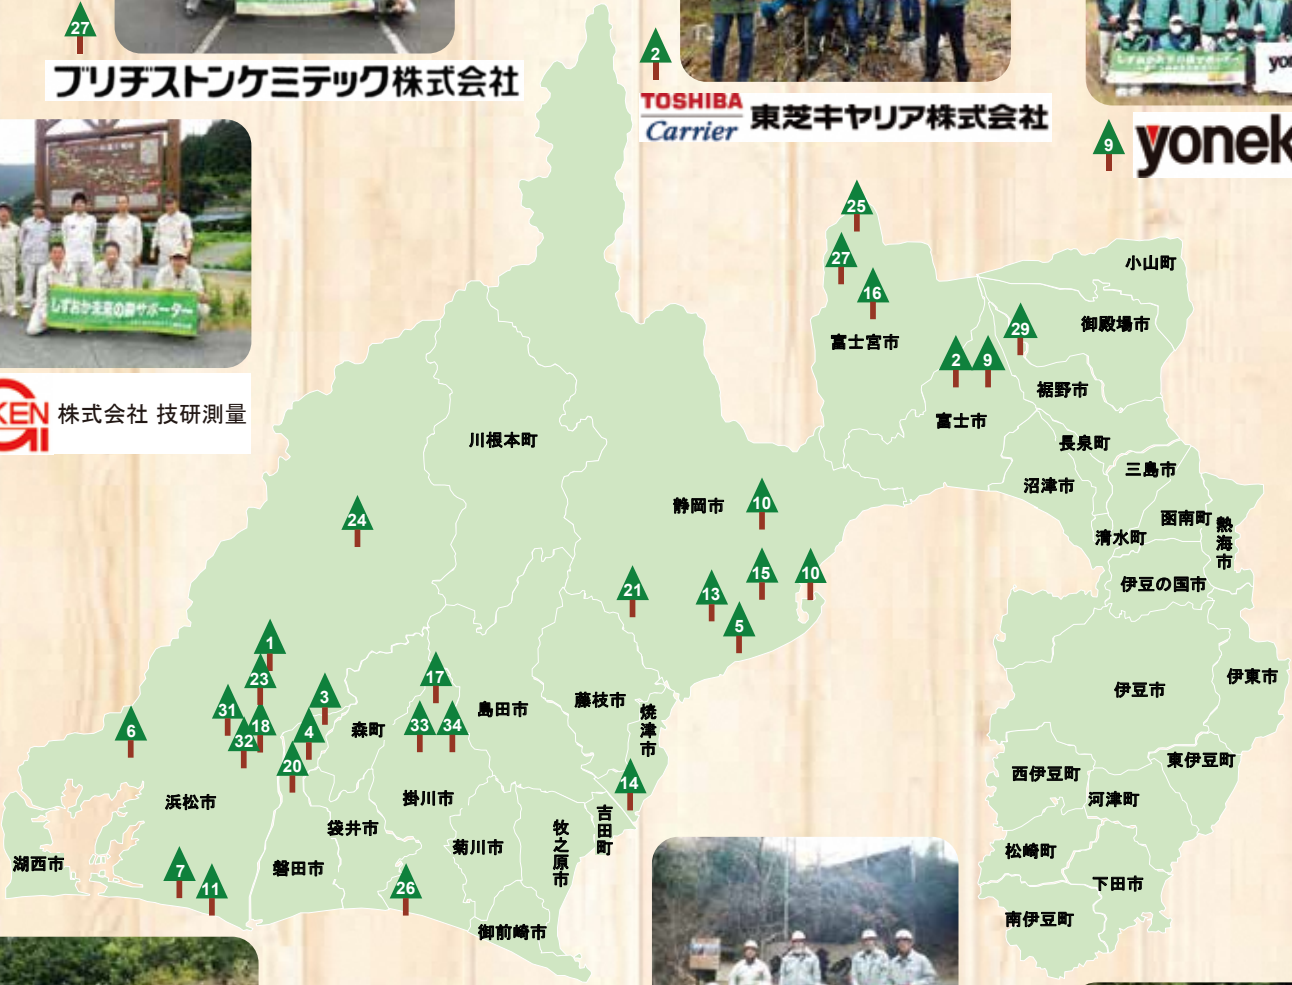 27
ブリヂストンケミテック株式会社
2
TOSHIBA
Carrier
東芝キヤリア株式会社
9
yonek
しずおか未来の森サポーター
株式会社 技研測量
25
27
16
富士宮市
29
2
9
富士市
小山町
御殿場市
裾野市
長泉町
三島市
沼津市
函南町
清水町
熱海市
伊豆の国市
伊東市
伊豆市
東伊豆町
西伊豆町
河津町
松崎町
下田市
南伊豆町
川根本町
静岡市
10
15
10
13
5
21
24
1
23
31
18
32
3
4
20
6
浜松市
湖西市
7
11
森町
17
33
34
島田市
藤枝市
焼津市
14
掛川市
袋井市
磐田市
26
菊川市
牧之原市
吉田町
御前崎市